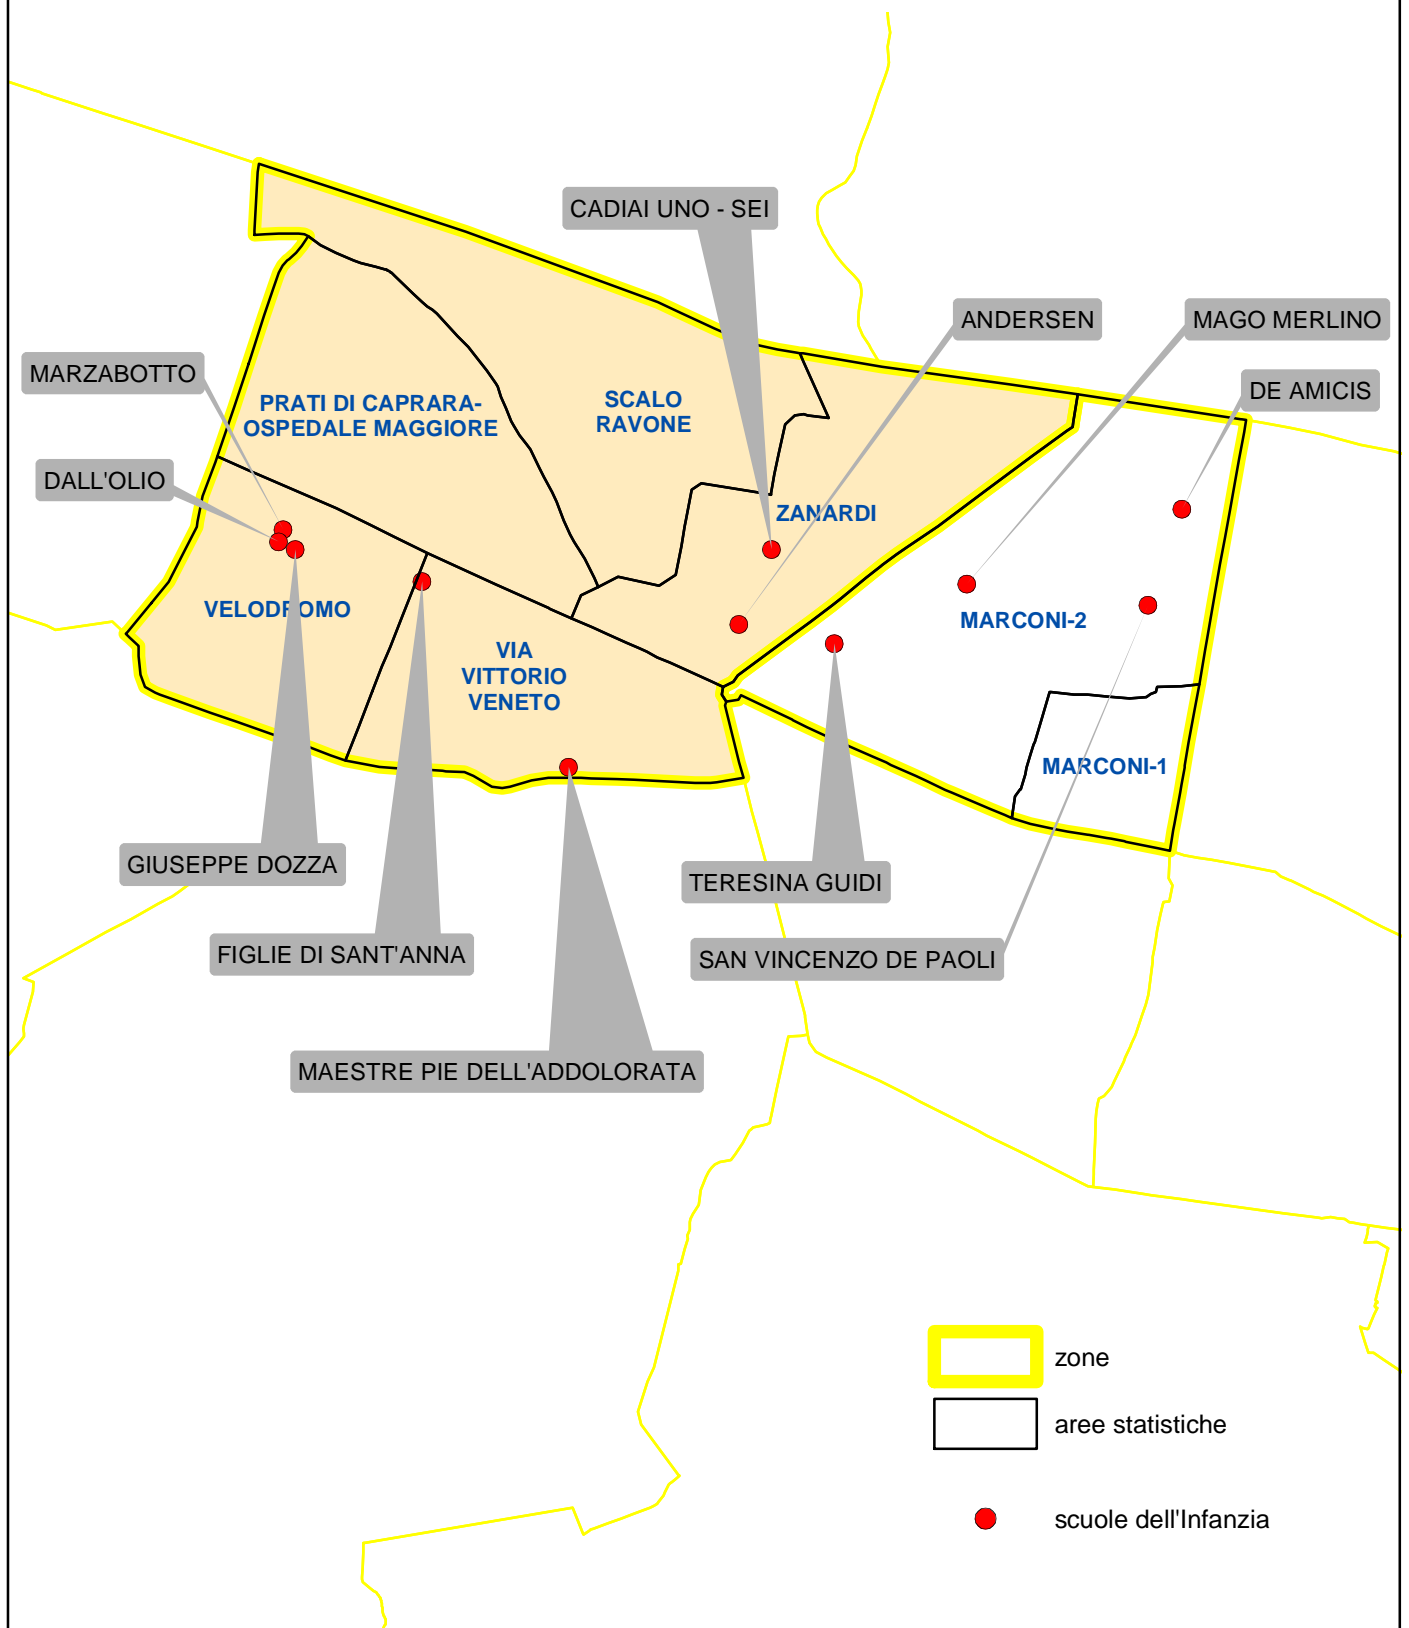 CADIAI UNO - SEI
ANDERSEN
MAGO MERLINO
MARZABOTTO
DE AMICIS
PRATI DI CAPRARA-
OSPEDALE MAGGIORE
SCALO
RAVONE
DALL'OLIO
ZANARDI
VELODROMO
MARCONI-2
VIA
VITTORIO
VENETO
MARCONI-1
GIUSEPPE DOZZA
TERESINA GUIDI
FIGLIE DI SANT'ANNA
SAN VINCENZO DE PAOLI
MAESTRE PIE DELL'ADDOLORATA
zone
aree statistiche
scuole dell'Infanzia